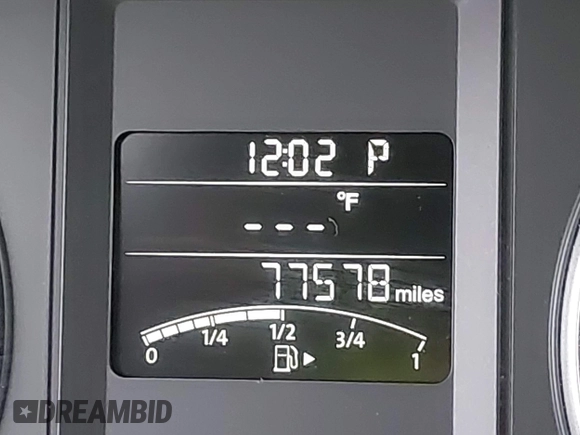 12:02 P
°F
---
77578 miles
0 1/4 1/2 3/4 1
DREAMBID